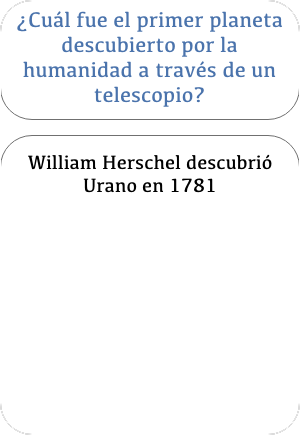 ¿Cuál fue el primer planeta
descubierto por la
humanidad a través de un
telescopio?
William Herschel descubrió
Urano en 1781